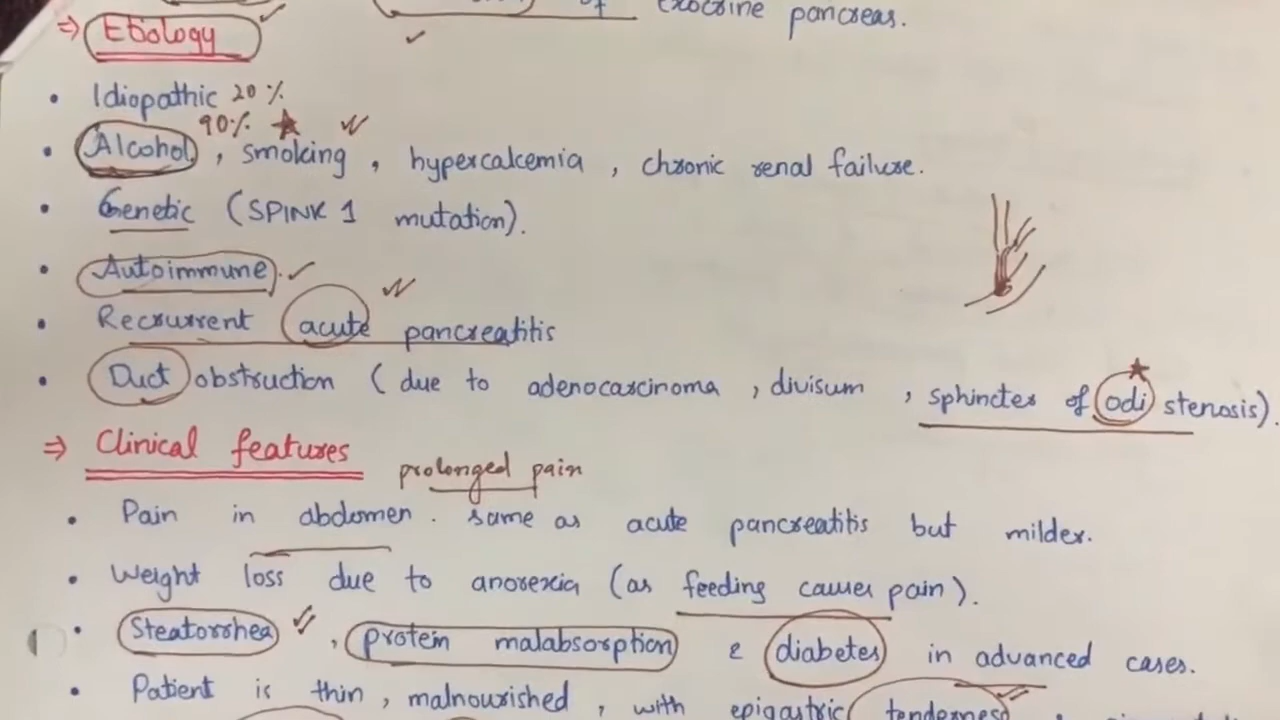 of exocrine pancreas.
⇒ Etiology
• Idiopathic 20%
90%
• Alcohol, smoking, hypercalcemia, chronic renal failure.
• Genetic (SPINK 1 mutation).
• Autoimmune.
• Recurrent acute pancreatitis
• Duct obstruction (due to adenocarcinoma, divisum, sphincter of odi stenosis).
⇒ Clinical features
prolonged pain
• Pain in abdomen. same as acute pancreatitis but milder.
• Weight loss due to anorexia (as feeding causes pain).
• Steatorrhea, protein malabsorption & diabetes in advanced cases.
• Patient is thin, malnourished, with epigastric tenderness